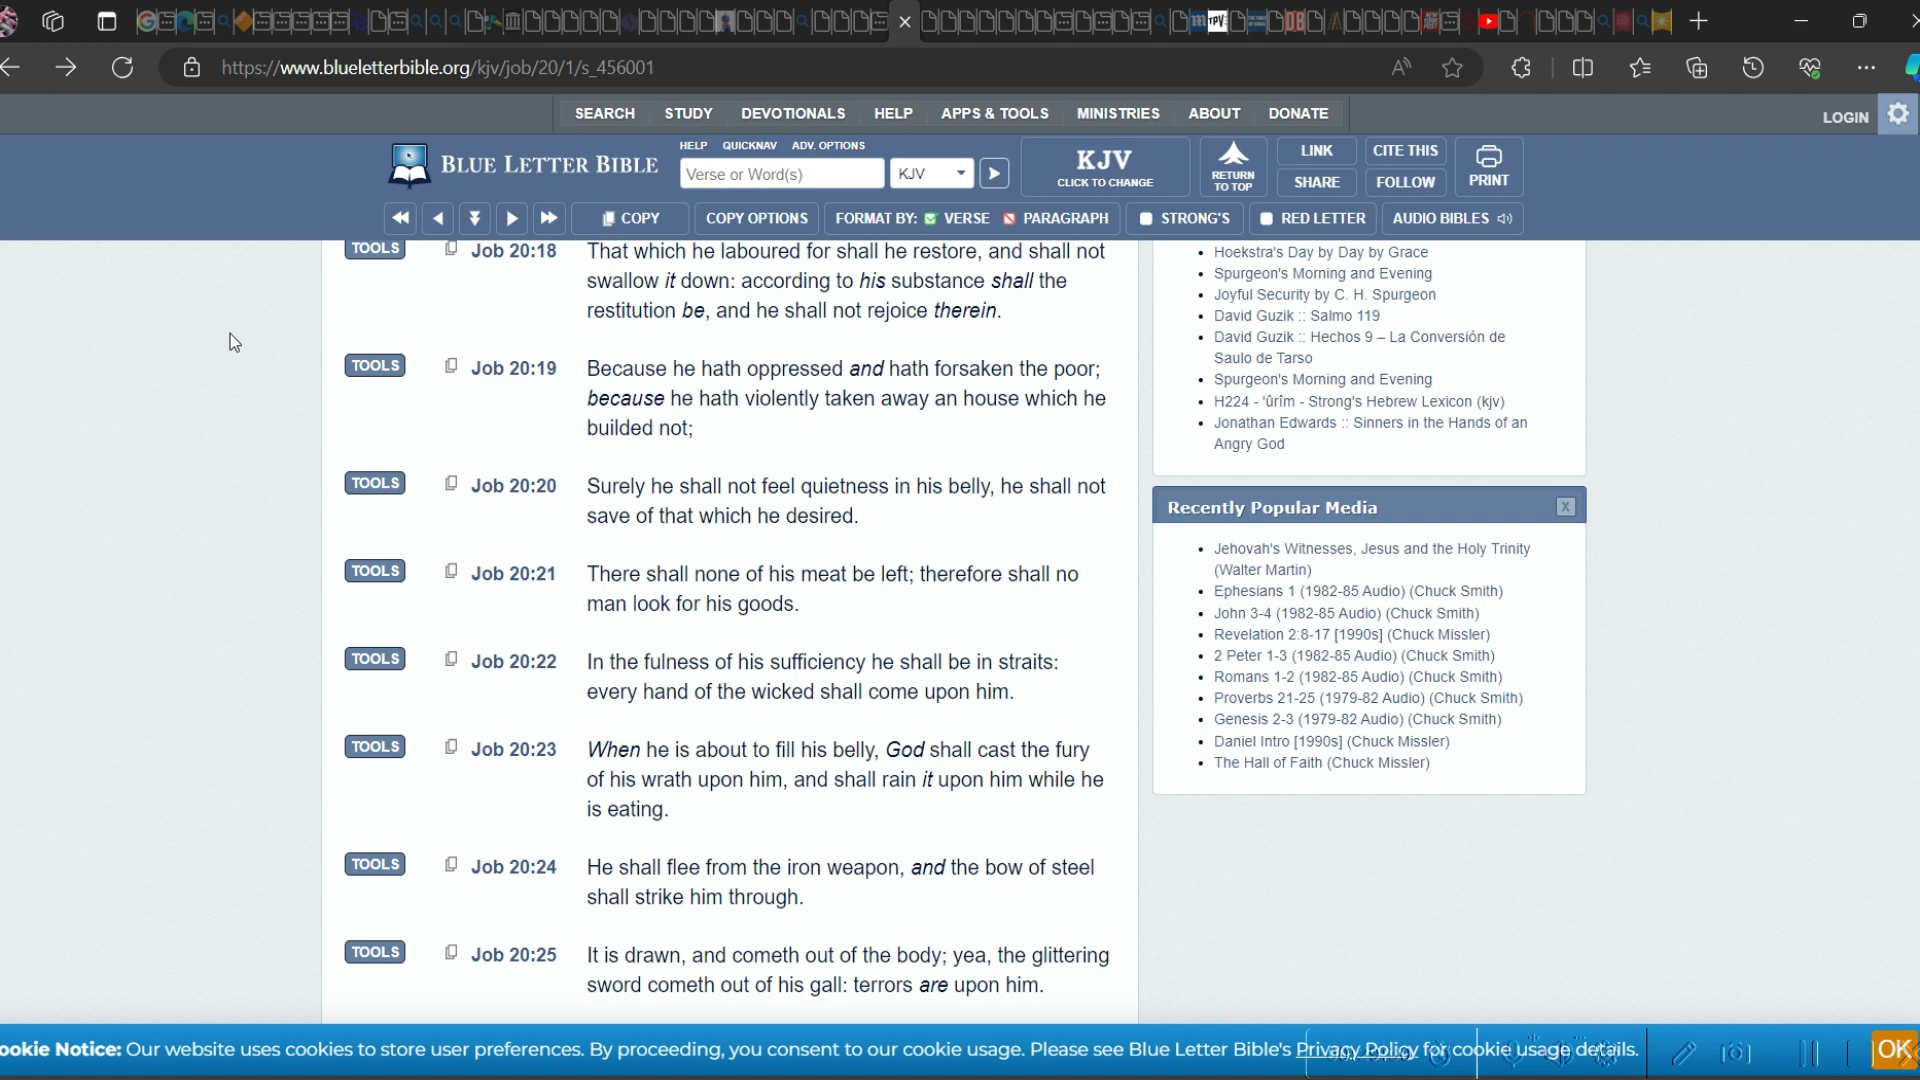 https://www.blueletterbible.org/kjv/job/20/1/s_456001
SEARCH STUDY DEVOTIONALS HELP APPS & TOOLS MINISTRIES ABOUT DONATE
LOGIN
BLUE LETTER BIBLE
HELP QUICKNAV ADV. OPTIONS
Verse or Word(s)
KJV
KJV
CLICK TO CHANGE
RETURN
TO TOP
LINK
CITE THIS
SHARE
FOLLOW
PRINT
COPY
COPY OPTIONS
FORMAT BY: VERSE PARAGRAPH
STRONG'S
RED LETTER
AUDIO BIBLES
TOOLS Job 20:18 That which he laboured for shall he restore, and shall not
swallow it down: according to his substance shall the
restitution be, and he shall not rejoice therein.
TOOLS Job 20:19 Because he hath oppressed and hath forsaken the poor;
because he hath violently taken away an house which he
builded not;
TOOLS Job 20:20 Surely he shall not feel quietness in his belly, he shall not
save of that which he desired.
TOOLS Job 20:21 There shall none of his meat be left; therefore shall no
man look for his goods.
TOOLS Job 20:22 In the fulness of his sufficiency he shall be in straits:
every hand of the wicked shall come upon him.
TOOLS Job 20:23 When he is about to fill his belly, God shall cast the fury
of his wrath upon him, and shall rain it upon him while he
is eating.
TOOLS Job 20:24 He shall flee from the iron weapon, and the bow of steel
shall strike him through.
TOOLS Job 20:25 It is drawn, and cometh out of the body; yea, the glittering
sword cometh out of his gall: terrors are upon him.
Hoekstra's Day by Day by Grace
Spurgeon's Morning and Evening
Joyful Security by C. H. Spurgeon
David Guzik :: Salmo 119
David Guzik :: Hechos 9 – La Conversión de
Saulo de Tarso
Spurgeon's Morning and Evening
H224 - 'ûrîm - Strong's Hebrew Lexicon (kjv)
Jonathan Edwards :: Sinners in the Hands of an
Angry God
Recently Popular Media
X
Jehovah's Witnesses, Jesus and the Holy Trinity
(Walter Martin)
Ephesians 1 (1982-85 Audio) (Chuck Smith)
John 3-4 (1982-85 Audio) (Chuck Smith)
Revelation 2:8-17 [1990s] (Chuck Missler)
2 Peter 1-3 (1982-85 Audio) (Chuck Smith)
Romans 1-2 (1982-85 Audio) (Chuck Smith)
Proverbs 21-25 (1979-82 Audio) (Chuck Smith)
Genesis 2-3 (1979-82 Audio) (Chuck Smith)
Daniel Intro [1990s] (Chuck Missler)
The Hall of Faith (Chuck Missler)
ookie Notice: Our website uses cookies to store user preferences. By proceeding, you consent to our cookie usage. Please see Blue Letter Bible's Privacy Policy for cookie usage details.
OK